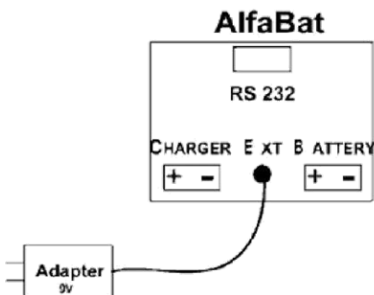 AlfaBat
RS 232
CHARGER EXT BATTERY
+ - + -
Adapter
9V